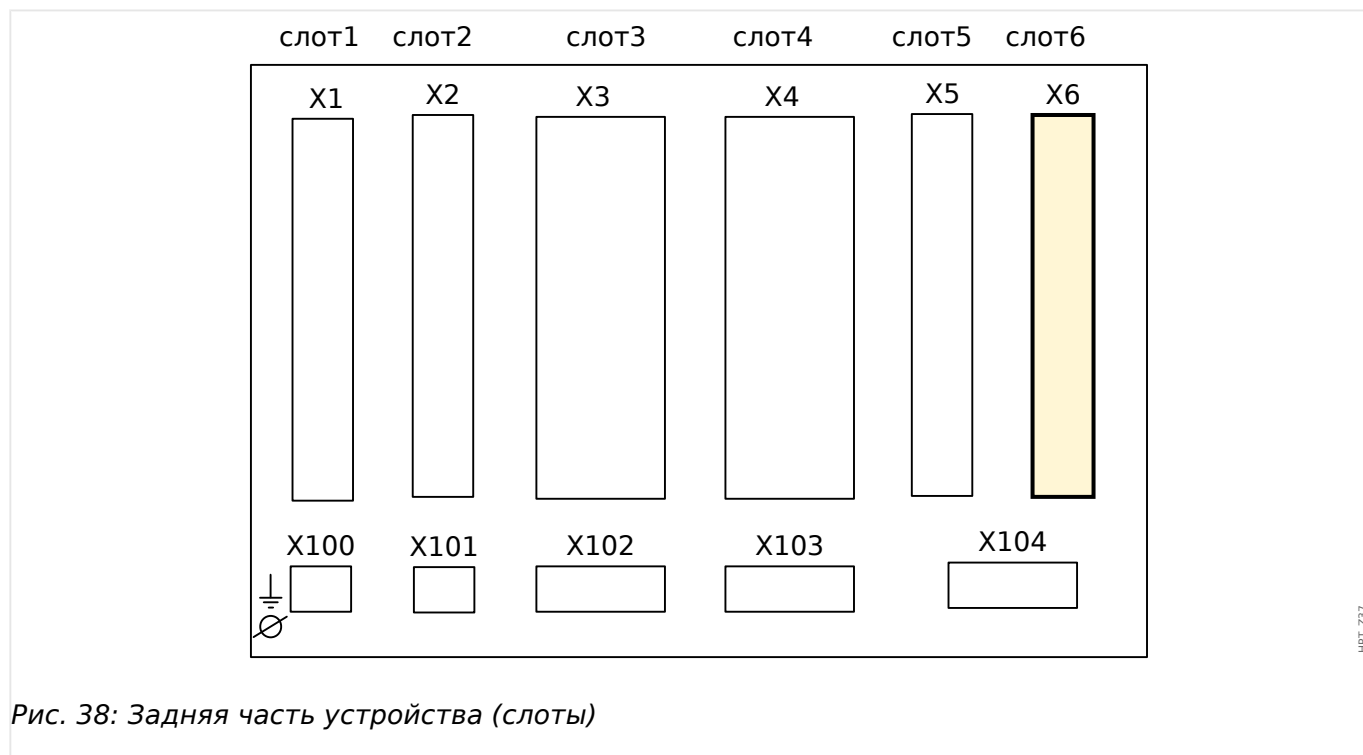 слот1 слот2 слот3 слот4 слот5 слот6
X1 X2 X3 X4 X5 X6
X100 X101 X102 X103 X104
Рис. 38: Задняя часть устройства (слоты)